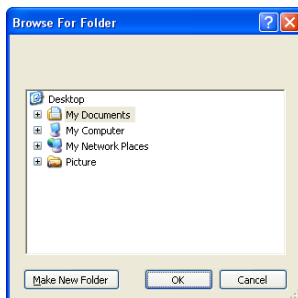 Browse For Folder
Desktop
My Documents
My Computer
My Network Places
Picture
Make New Folder OK Cancel